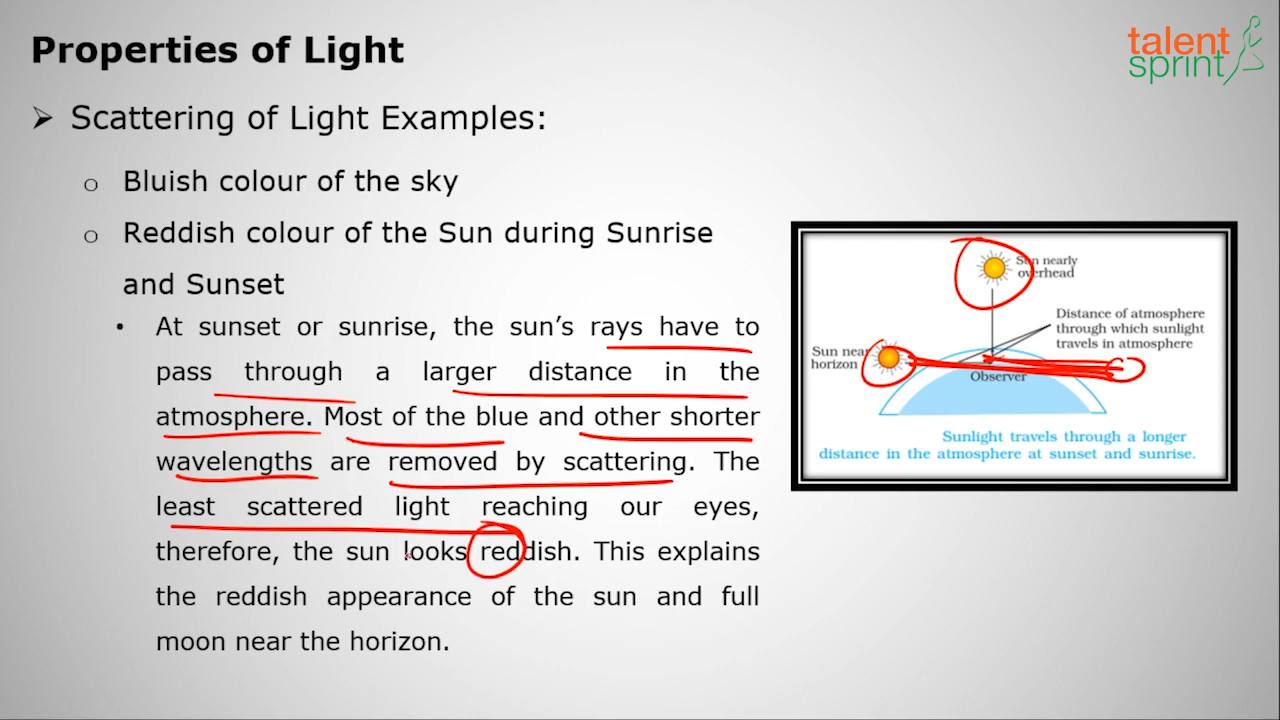 Properties of Light
talent
sprint
➢ Scattering of Light Examples:
o Bluish colour of the sky
o Reddish colour of the Sun during Sunrise
and Sunset
• At sunset or sunrise, the sun’s rays have to
pass through a larger distance in the
atmosphere. Most of the blue and other shorter
wavelengths are removed by scattering. The
least scattered light reaching our eyes,
therefore, the sun looks reddish. This explains
the reddish appearance of the sun and full
moon near the horizon.
Sun nearly
overhead
Distance of atmosphere
through which sunlight
travels in atmosphere
Sun near
horizon
Observer
Sunlight travels through a longer
distance in the atmosphere at sunset and sunrise.